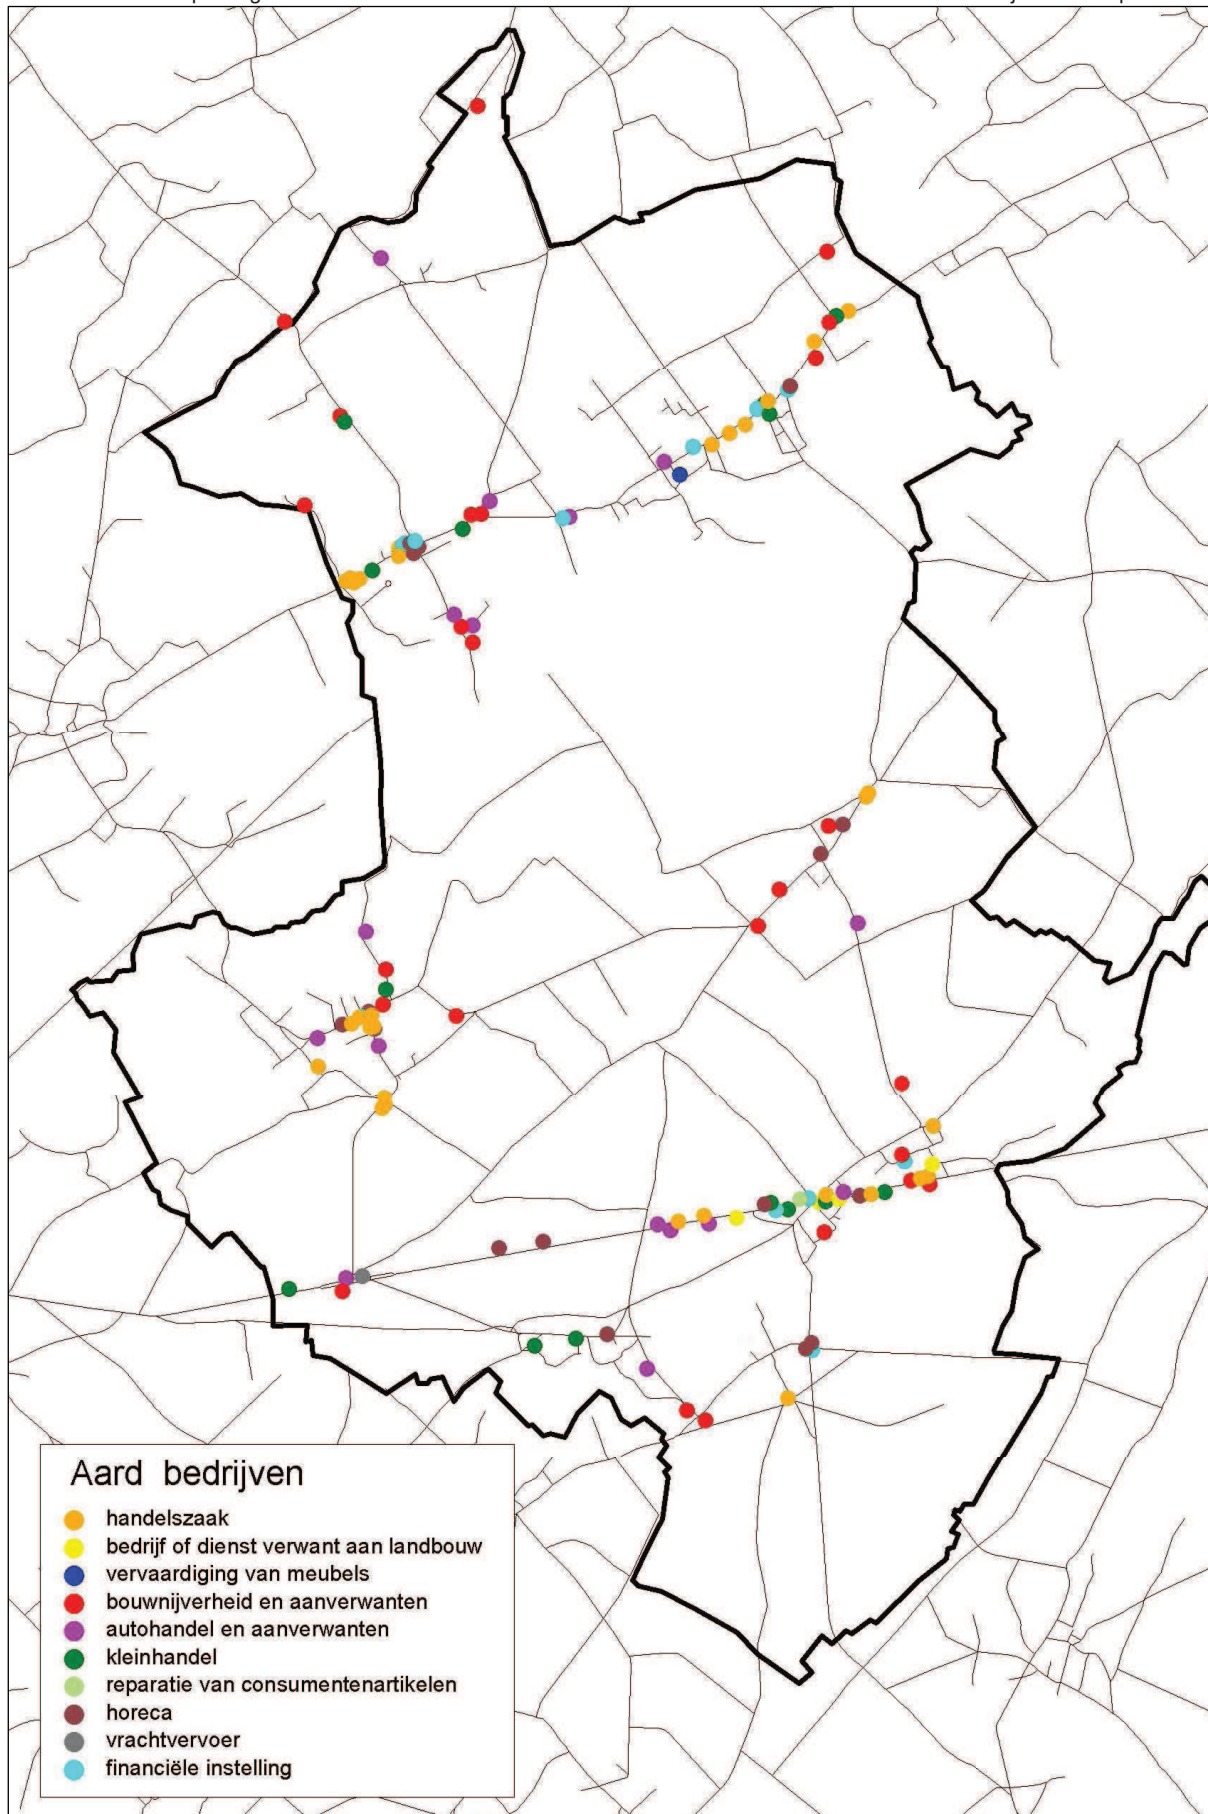 Aard bedrijven
handelszaak
bedrijf of dienst verwant aan landbouw
vervaardiging van meubels
bouwnijverheid en aanverwanten
autohandel en aanverwanten
kleinhandel
reparatie van consumentenartikelen
horeca
vrachtvervoer
financiële instelling